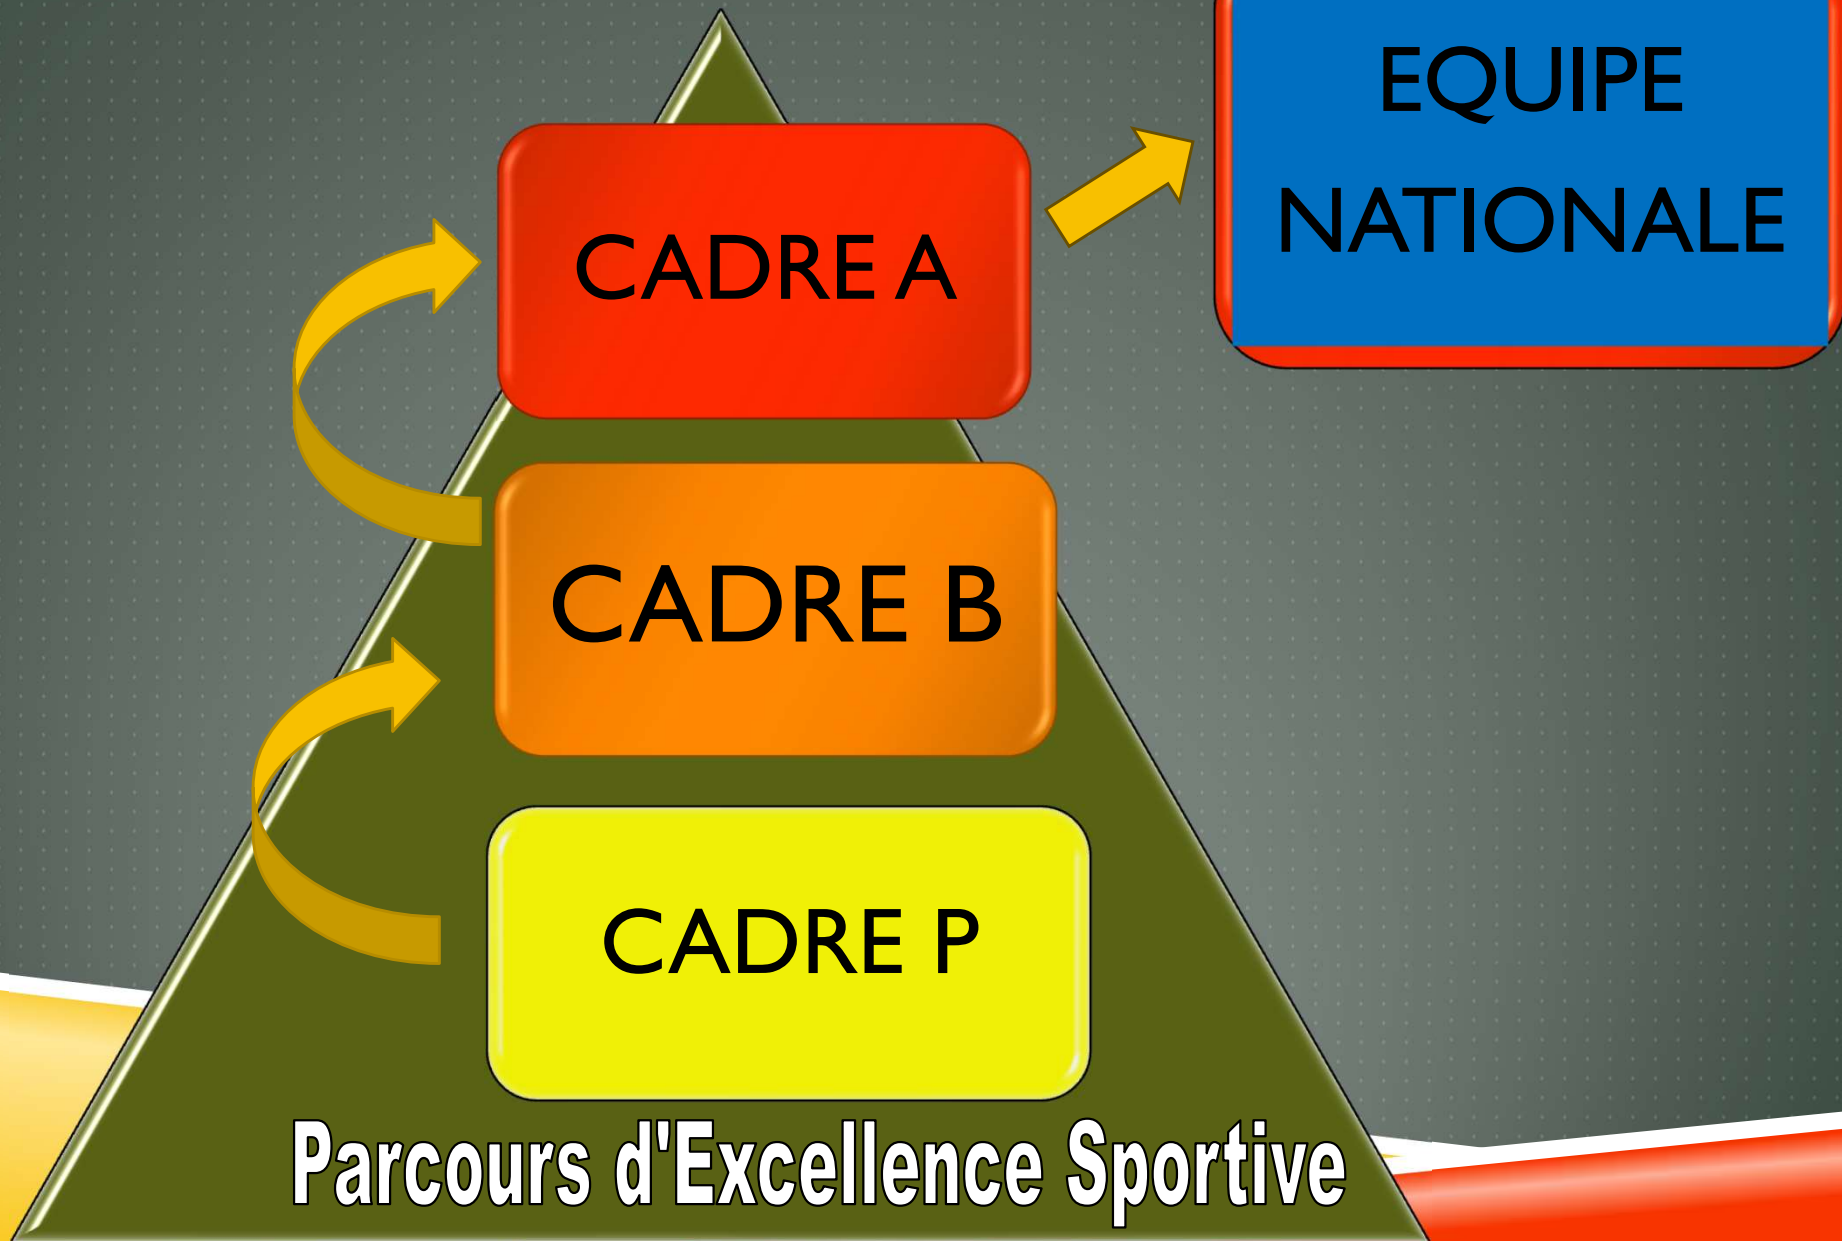 EQUIPE
NATIONALE
CADRE A
CADRE B
CADRE P
Parcours d'Excellence Sportive